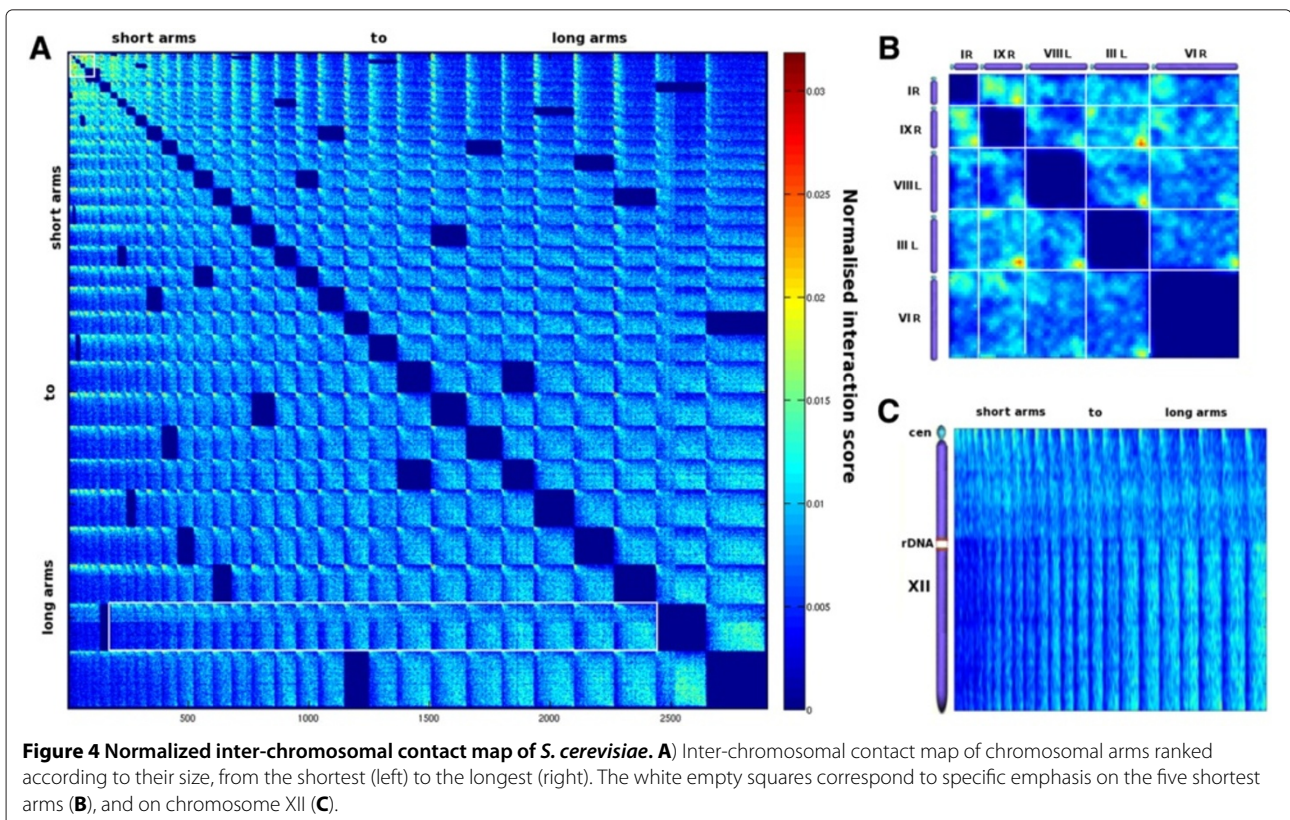 A
short arms to long arms
short arms
to
long arms
0.03
0.025
0.02
0.015
0.01
0.005
0
Normalised interaction score
500 1000 1500 2000 2500
B
IR IX R VIII L III L VI R
IR
IX R
VIII L
III L
VI R
C
short arms to long arms
cen
rDNA
XII
Figure 4 Normalized inter-chromosomal contact map of S. cerevisiae. A) Inter-chromosomal contact map of chromosomal arms ranked
according to their size, from the shortest (left) to the longest (right). The white empty squares correspond to specific emphasis on the five shortest
arms (B), and on chromosome XII (C).